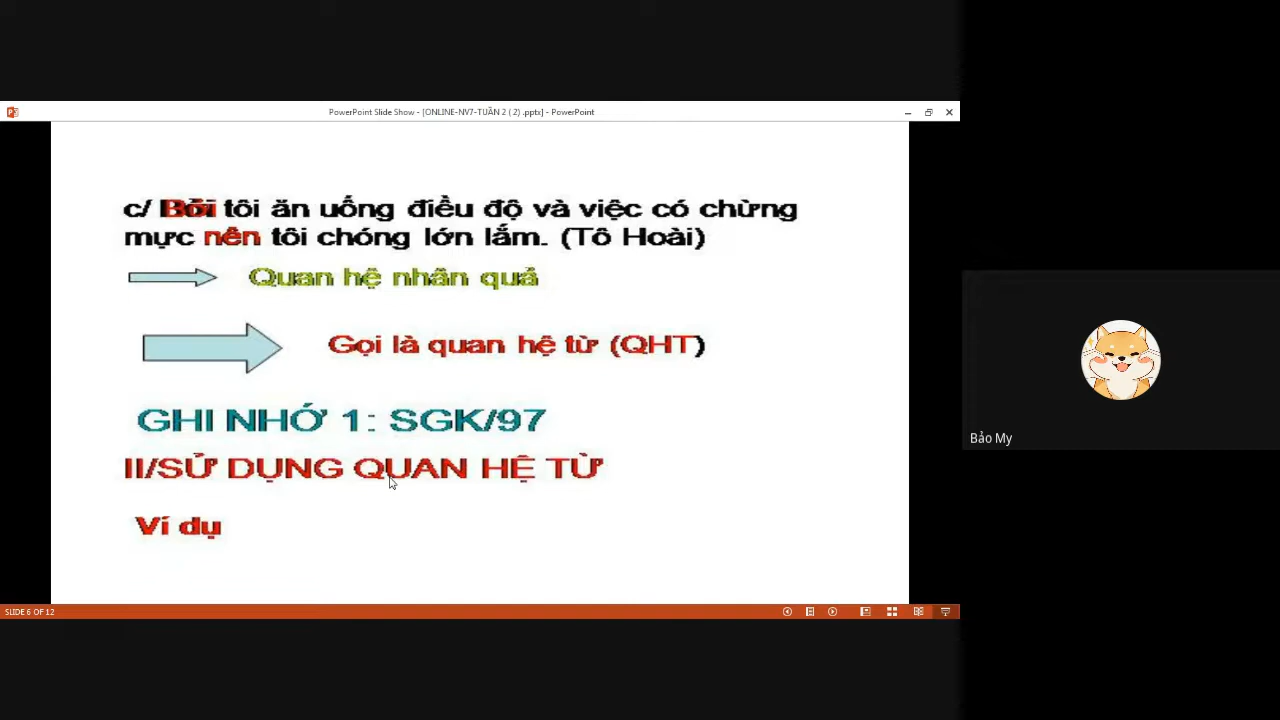 PowerPoint Slide Show - [ONLINE-NV7-TUẦN 2 ( 2) .pptx] - PowerPoint
c/ Bởi tôi ăn uống điều độ và việc có chừng
mực nên tôi chóng lớn lắm. (Tô Hoài)
Quan hệ nhân quả
Gọi là quan hệ từ (QHT)
GHI NHỚ 1: SGK/97
II/SỬ DỤNG QUAN HỆ TỪ
Ví dụ
Bảo My
SLIDE 6 OF 12